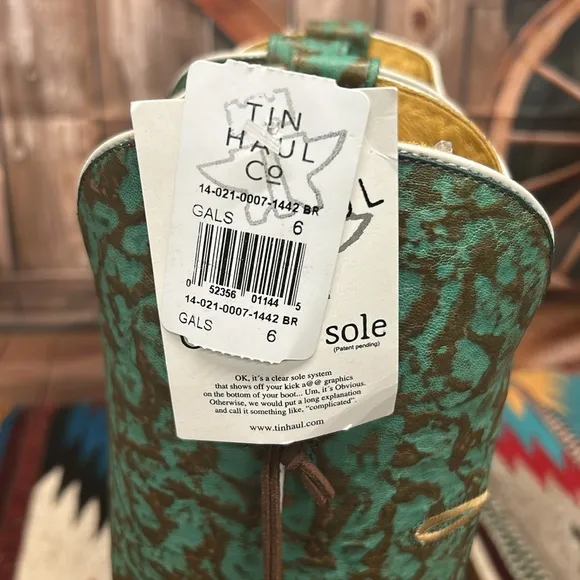 TIN
HAUL
CO
14-021-0007-1442 BR
GALS 6
0 52356 01144 5
14-021-0007-1442 BR
GALS 6
sole
(Patent pending)
OK, it's a clear sole system
that shows off your kick a@@ graphics
on the bottom of your boot... Um, it's Obvious.
Otherwise, we would put a long explanation
and call it something like, "complicated".
www.tinhaul.com